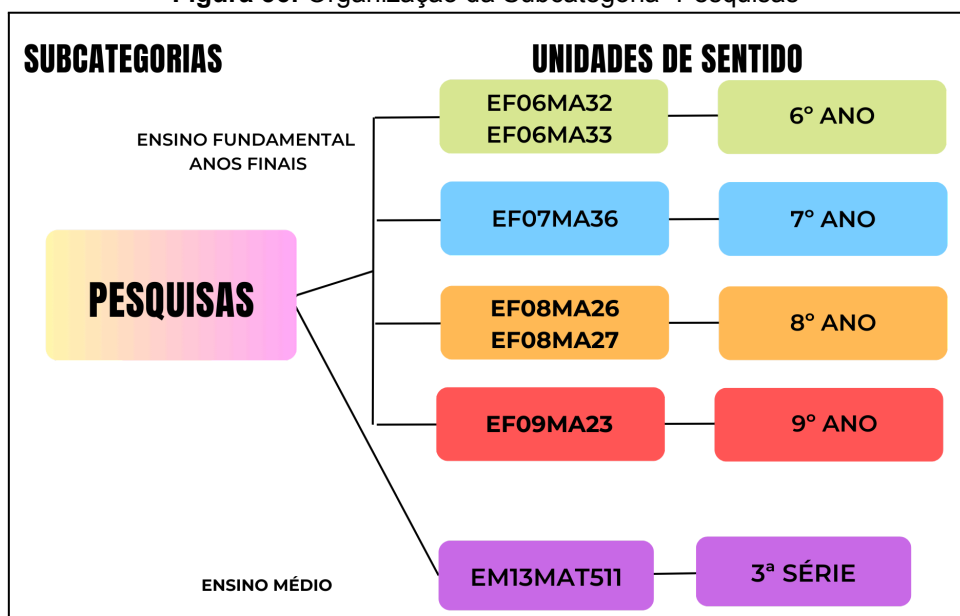 SUBCATEGORIAS
UNIDADES DE SENTIDO
ENSINO FUNDAMENTAL
ANOS FINAIS
PESQUISAS
EF06MA32
EF06MA33
6º ANO
EF07MA36
7º ANO
EF08MA26
EF08MA27
8º ANO
EF09MA23
9º ANO
ENSINO MÉDIO
EM13MAT511
3ª SÉRIE